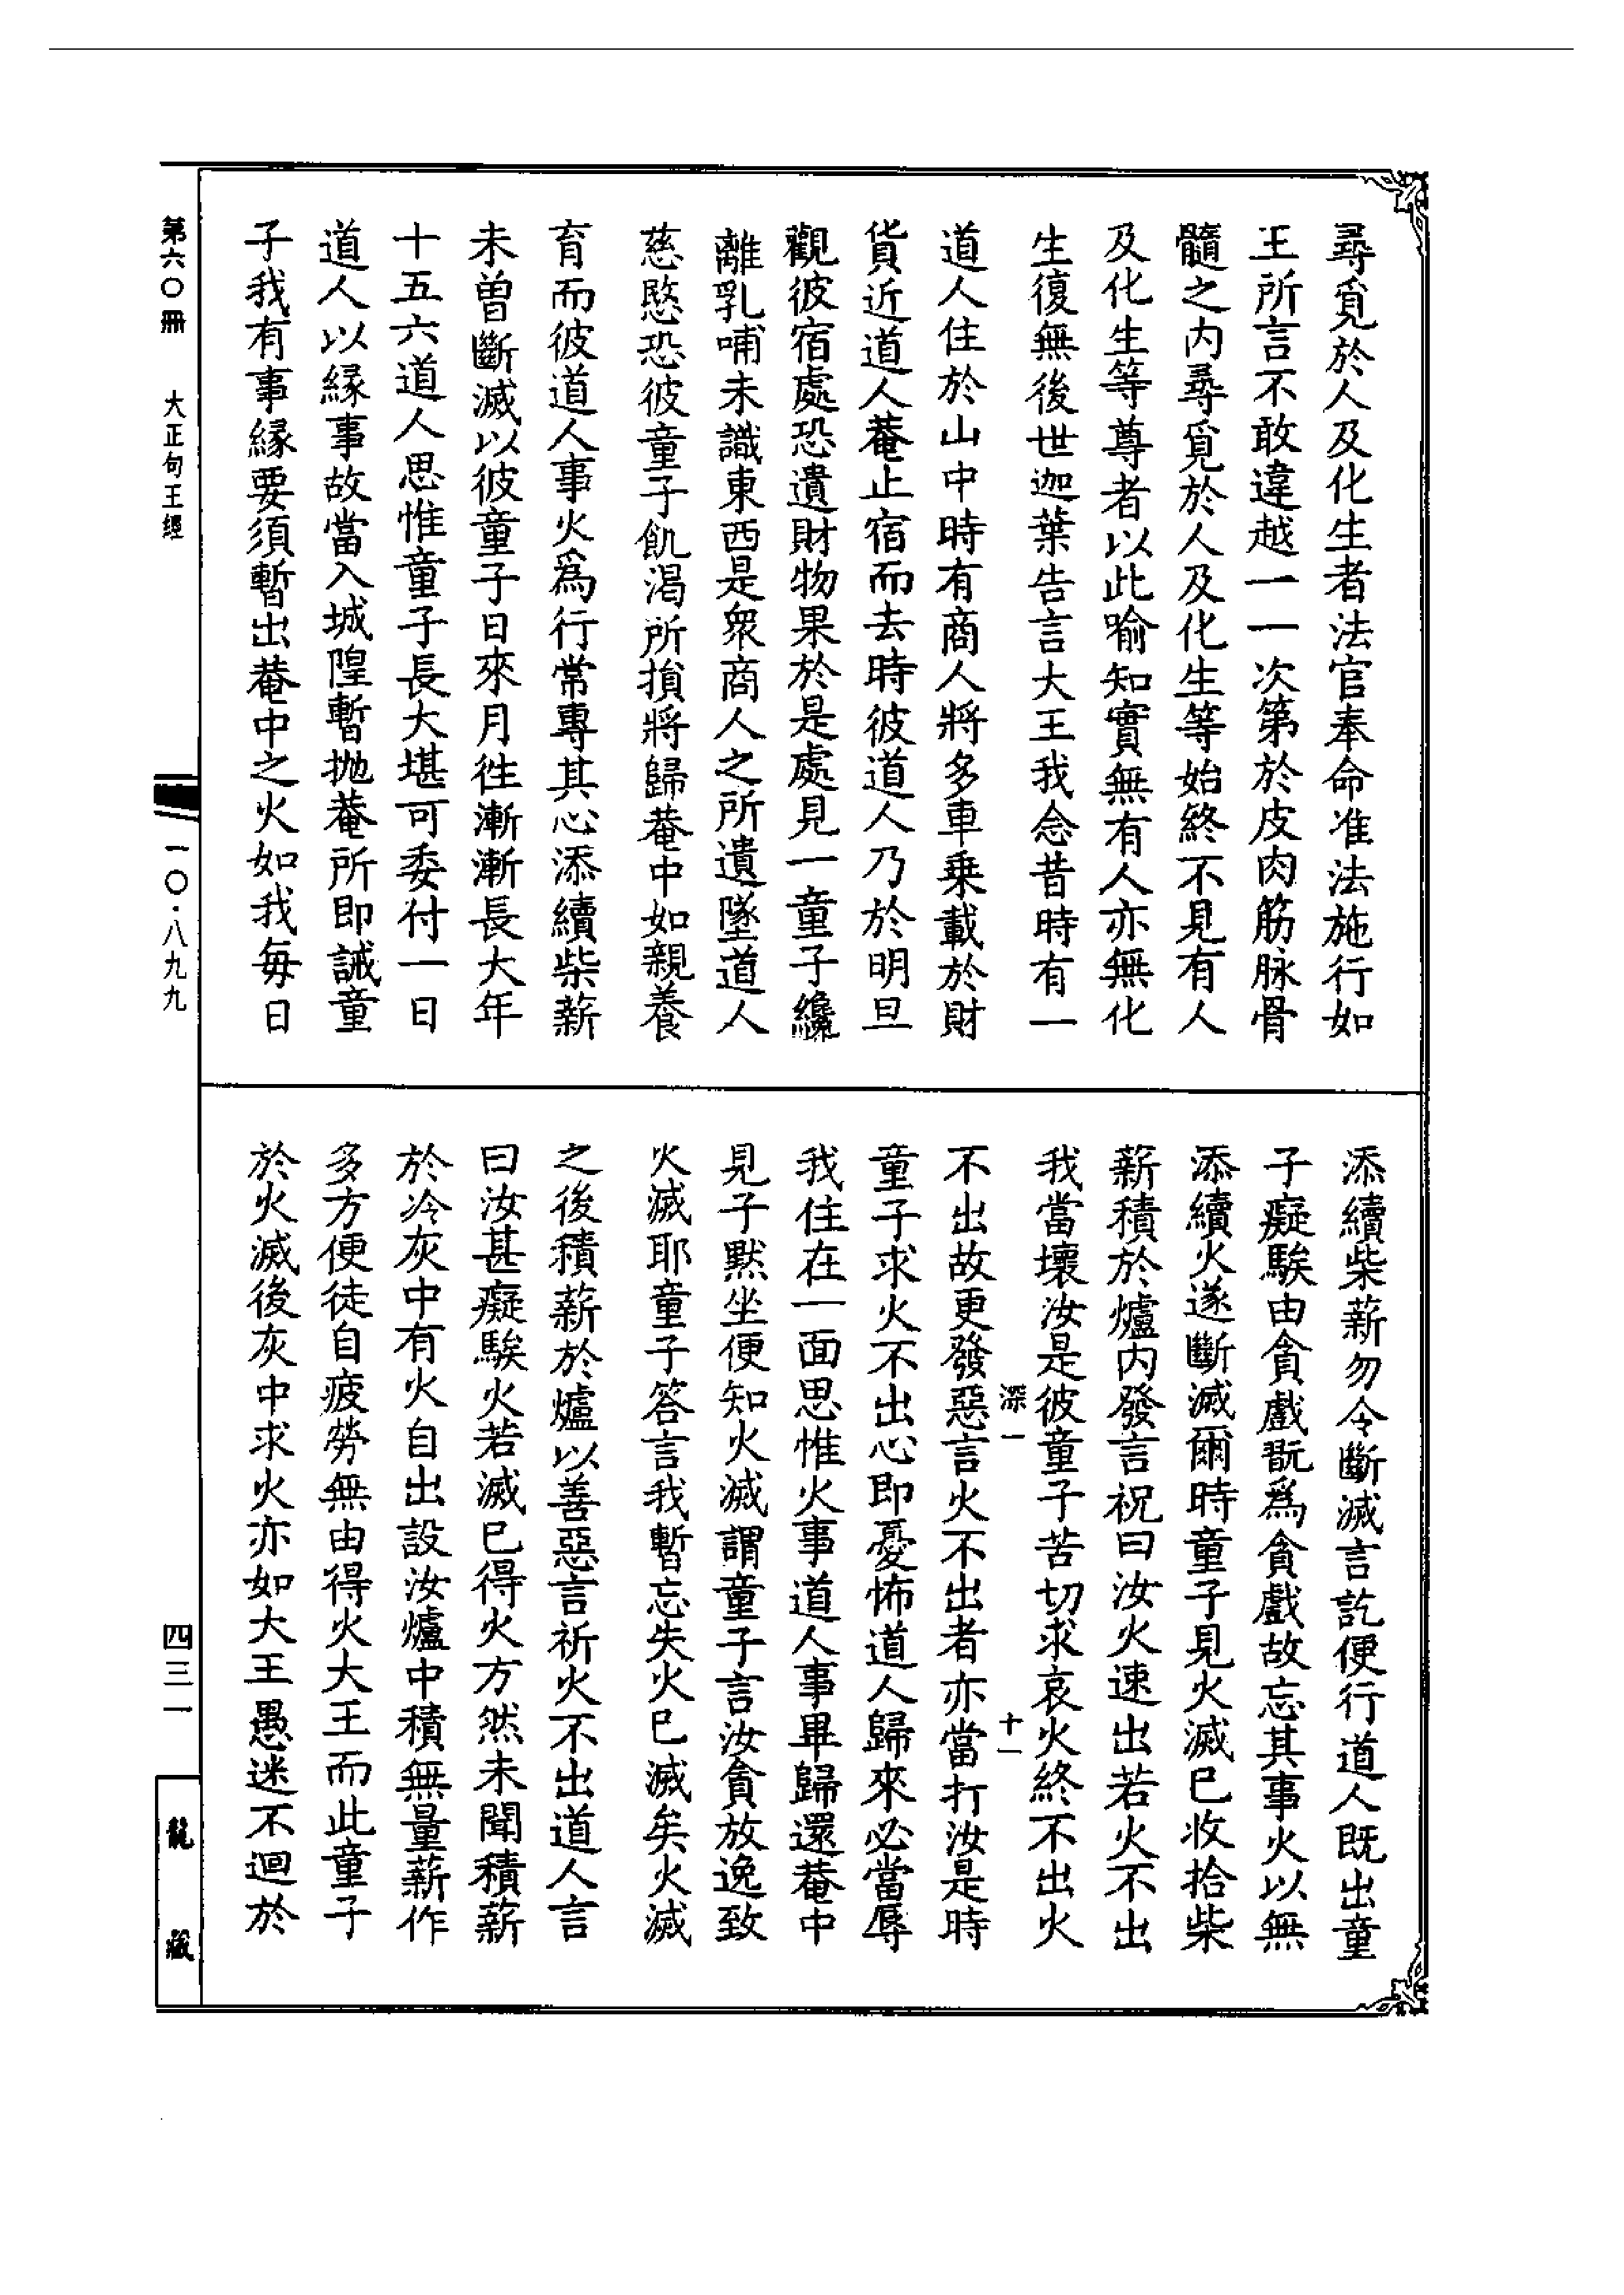 尋覓於人及化生者法官奉命准法施行如
王所言不敢違越一一次第於皮肉筋脉骨
髓之内尋覓於人及化生等始終不見有人
及化生等尊者以此喻知實無有人亦無化
生復無後世迦葉告言大王我念昔時有一
道人住於山中時有商人將多車乗載於財
貨近道人菴止宿而去時彼道人乃於明旦
觀彼宿處恐遺財物果於是處見一童子纔
離乳哺未識東西是衆商人之所遺墜道人
慈愍恐彼童子飢渴所損將歸菴中如親養
育而彼道人事火爲行常專其心添續柴薪
未曽斷滅以彼童子日來月徃漸漸長大年
十五六道人思惟童子長大堪可委付一日
道人以緣事故當入城隍暫抛菴所即誡童
子我有事緣要須暫出菴中之火如我每日
添續柴薪勿令斷滅言訖便行道人既出童
子癡騃由貪戲翫爲貪戲故忘其事火以無
添續火遂斷滅爾時童子見火滅巳收拾柴
薪積於爐内發言祝曰汝火速出若火不出
我當壞汝是彼童子苦切求哀火終不出火
深一 十一
不出故更發惡言火不出者亦當打汝是時
童子求火不出心即憂怖道人歸來必當辱
我住在一面思惟火事道人事畢歸還菴中
見子黙坐便知火滅謂童子言汝貪放逸致
火滅耶童子答言我暫忘失火巳滅矣火滅
之後積薪於爐以善惡言祈火不出道人言
曰汝甚癡騃火若滅巳得火方然未聞積薪
於冷灰中有火自出設汝爐中積無量薪作
多方便徒自疲勞無由得火大王而此童子
於火滅後灰中求火亦如大王愚迷不迴於
第六〇冊 大正句王經
一〇·八九九
四三一
龍藏